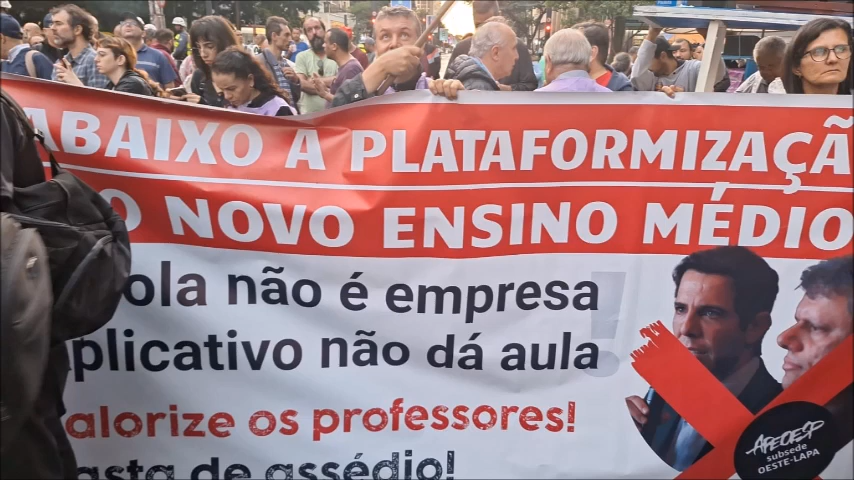 ABAIXO A PLATAFORMIZAÇÃ
O NOVO ENSINO MÉDIO
ola não é empresa!
plicativo não dá aula
alorize os professores!
asta de assédio!
APEOESP
subsede
OESTE-LAPA